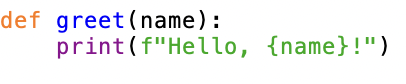 def greet(name):
    print(f"Hello, {name}!")